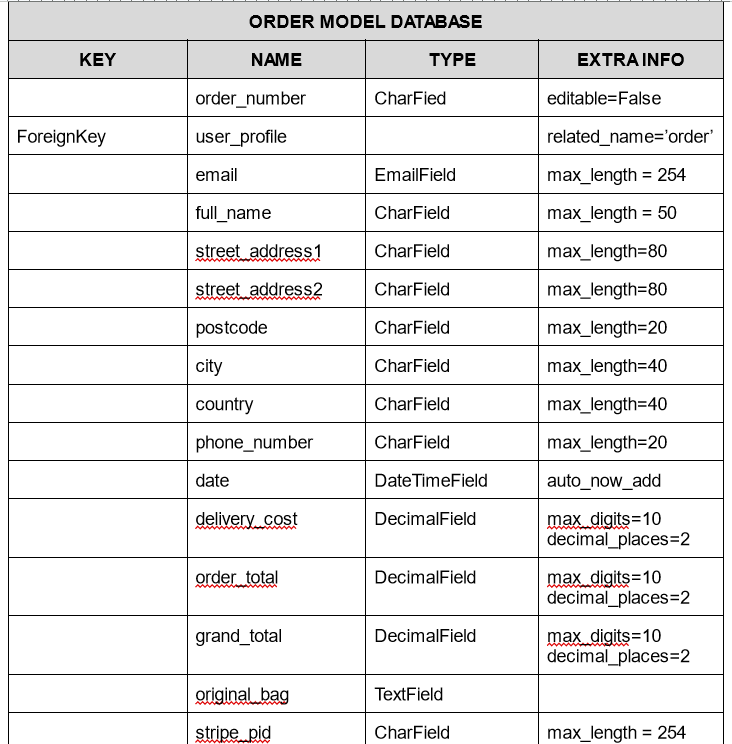 ORDER MODEL DATABASE
KEY NAME TYPE EXTRA INFO
order_number CharFied editable=False
ForeignKey user_profile related_name=’order’
email EmailField max_length = 254
full_name CharField max_length = 50
street_address1 CharField max_length=80
street_address2 CharField max_length=80
postcode CharField max_length=20
city CharField max_length=40
country CharField max_length=40
phone_number CharField max_length=20
date DateTimeField auto_now_add
delivery_cost DecimalField max_digits=10
decimal_places=2
order_total DecimalField max_digits=10
decimal_places=2
grand_total DecimalField max_digits=10
decimal_places=2
original_bag TextField
stripe_pid CharField max_length = 254